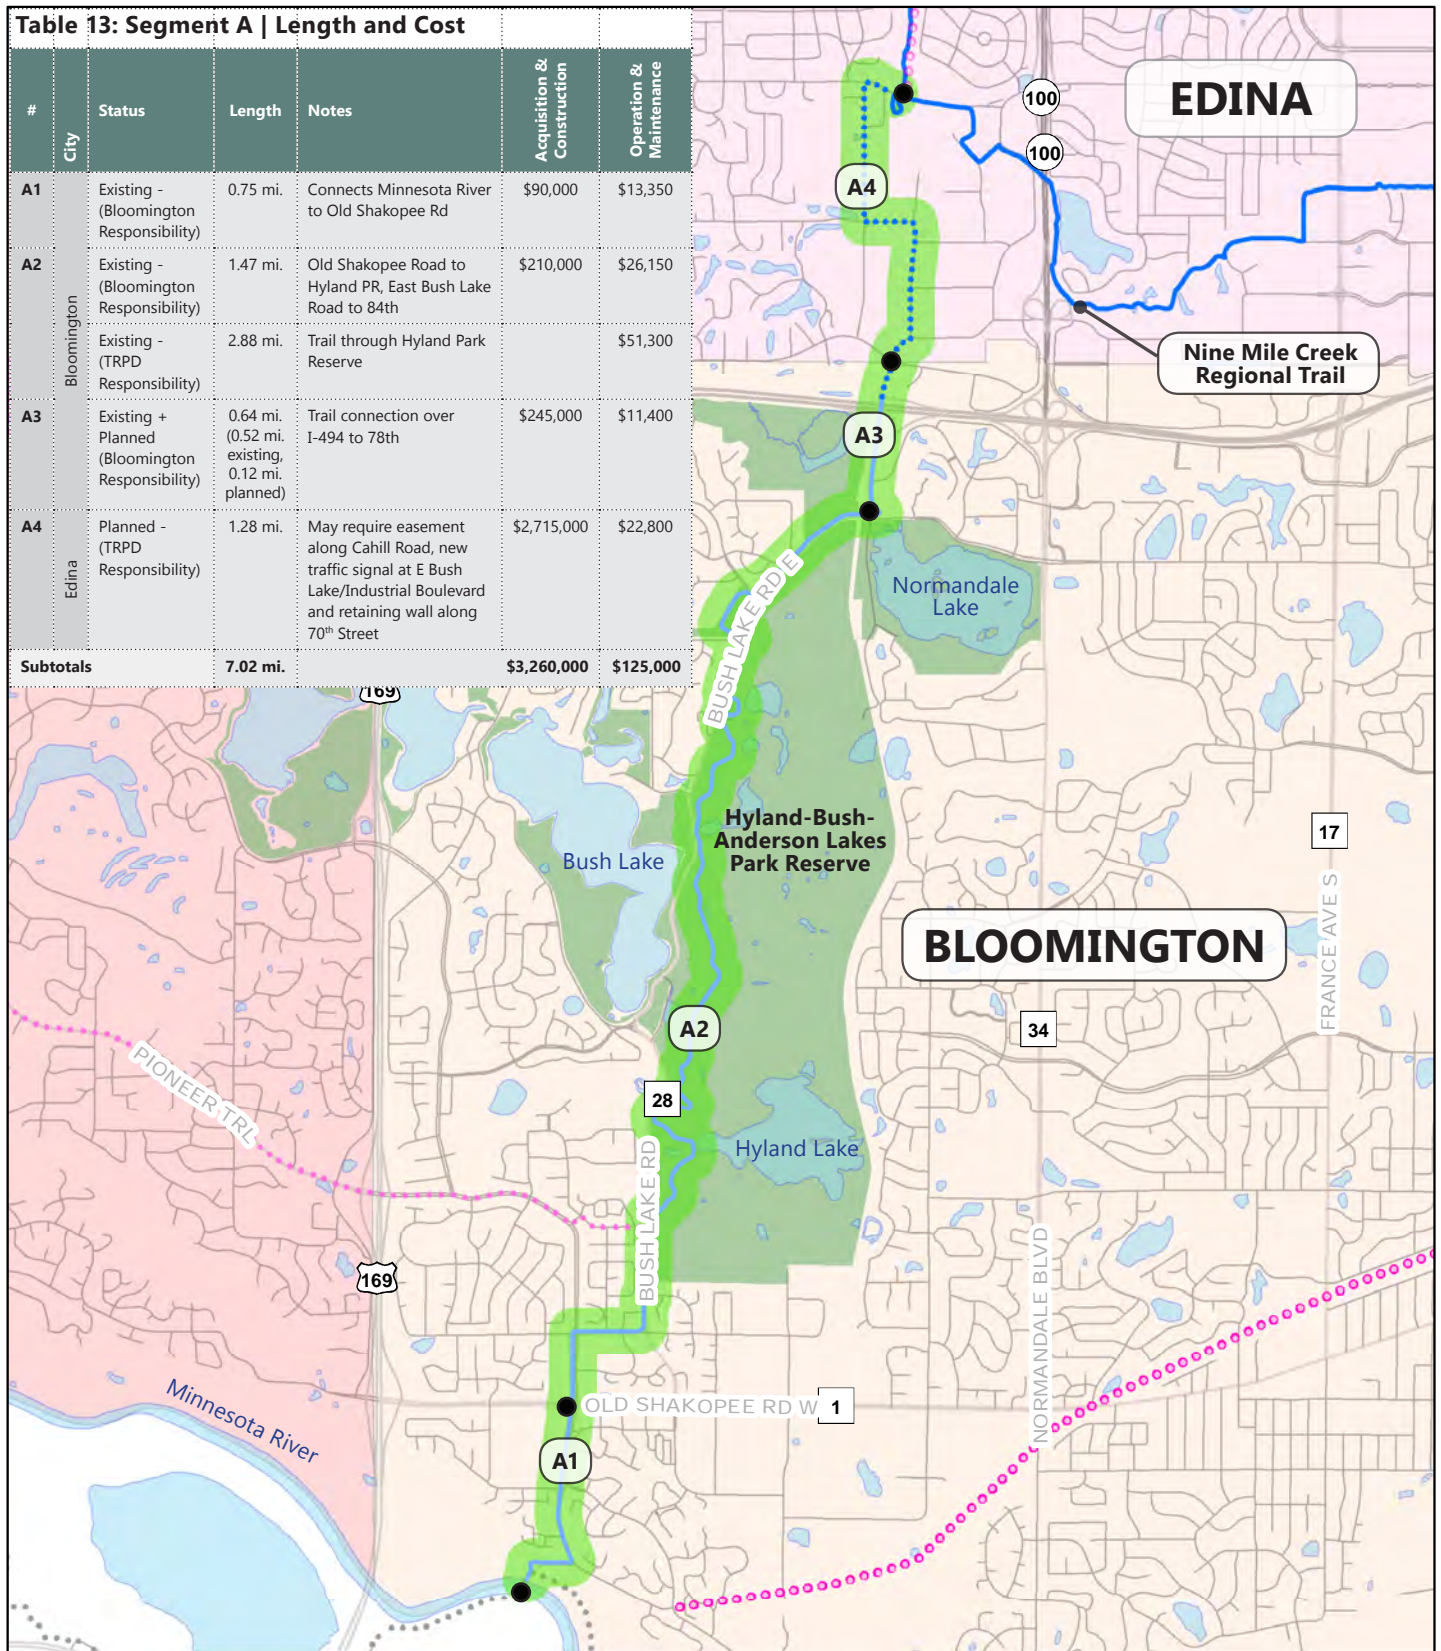 Table 13: Segment A | Length and Cost
#
City
Status
Length
Notes
Acquisition &
Construction
Operation &
Maintenance
A1
Bloomington
Existing -
(Bloomington
Responsibility)
0.75 mi.
Connects Minnesota River
to Old Shakopee Rd
$90,000
$13,350
A2
Existing -
(Bloomington
Responsibility)
1.47 mi.
Old Shakopee Road to
Hyland PR, East Bush Lake
Road to 84th
$210,000
$26,150
Existing -
(TRPD
Responsibility)
2.88 mi.
Trail through Hyland Park
Reserve
$51,300
A3
Existing +
Planned
(Bloomington
Responsibility)
0.64 mi.
(0.52 mi.
existing,
0.12 mi.
planned)
Trail connection over
I-494 to 78th
$245,000
$11,400
A4
Edina
Planned -
(TRPD
Responsibility)
1.28 mi.
May require easement
along Cahill Road, new
traffic signal at E Bush
Lake/Industrial Boulevard
and retaining wall along
70th Street
$2,715,000
$22,800
Subtotals
7.02 mi.
$3,260,000
$125,000
EDINA
100
100
A4
Nine Mile Creek
Regional Trail
A3
Normandale
Lake
BUSH LAKE RD E
169
Hyland-Bush-
Anderson Lakes
Park Reserve
Bush Lake
17
FRANCE AVE S
BLOOMINGTON
A2
34
PIONEER TRL
28
Hyland Lake
BUSH LAKE RD
169
NORMANDALE BLVD
Minnesota River
OLD SHAKOPEE RD W
1
A1